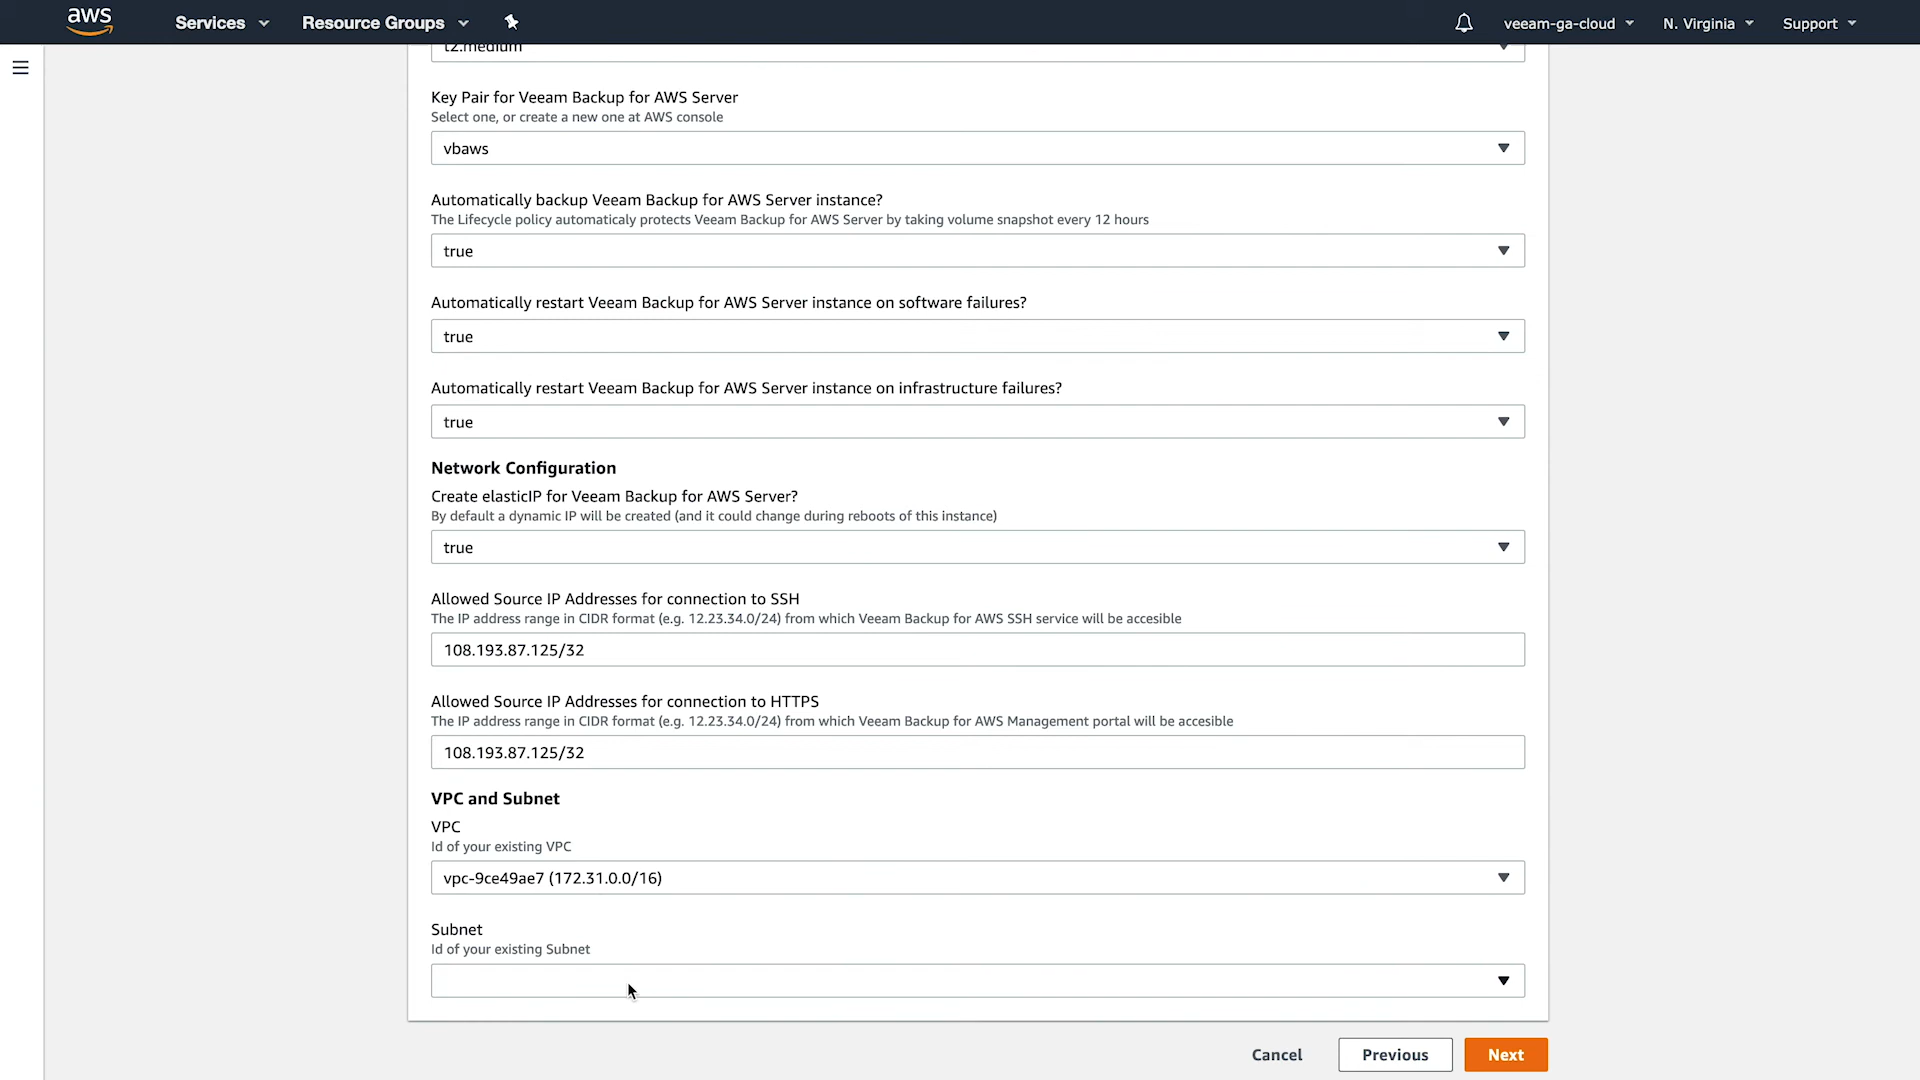 aws Services Resource Groups veeam-ga-cloud N. Virginia Support
t2.medium
Key Pair for Veeam Backup for AWS Server
Select one, or create a new one at AWS console
vbaws
Automatically backup Veeam Backup for AWS Server instance?
The Lifecycle policy automaticaly protects Veeam Backup for AWS Server by taking volume snapshot every 12 hours
true
Automatically restart Veeam Backup for AWS Server instance on software failures?
true
Automatically restart Veeam Backup for AWS Server instance on infrastructure failures?
true
Network Configuration
Create elasticIP for Veeam Backup for AWS Server?
By default a dynamic IP will be created (and it could change during reboots of this instance)
true
Allowed Source IP Addresses for connection to SSH
The IP address range in CIDR format (e.g. 12.23.34.0/24) from which Veeam Backup for AWS SSH service will be accesible
108.193.87.125/32
Allowed Source IP Addresses for connection to HTTPS
The IP address range in CIDR format (e.g. 12.23.34.0/24) from which Veeam Backup for AWS Management portal will be accesible
108.193.87.125/32
VPC and Subnet
VPC
Id of your existing VPC
vpc-9ce49ae7 (172.31.0.0/16)
Subnet
Id of your existing Subnet
Cancel Previous Next